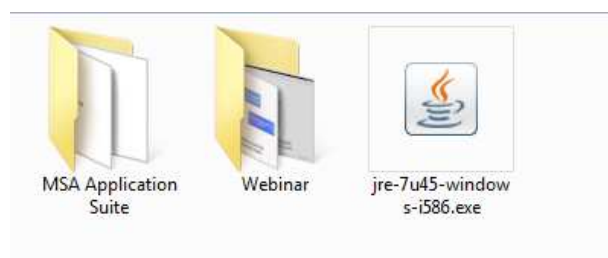 MSA Application
Suite
Webinar
jre-7u45-window
s-i586.exe